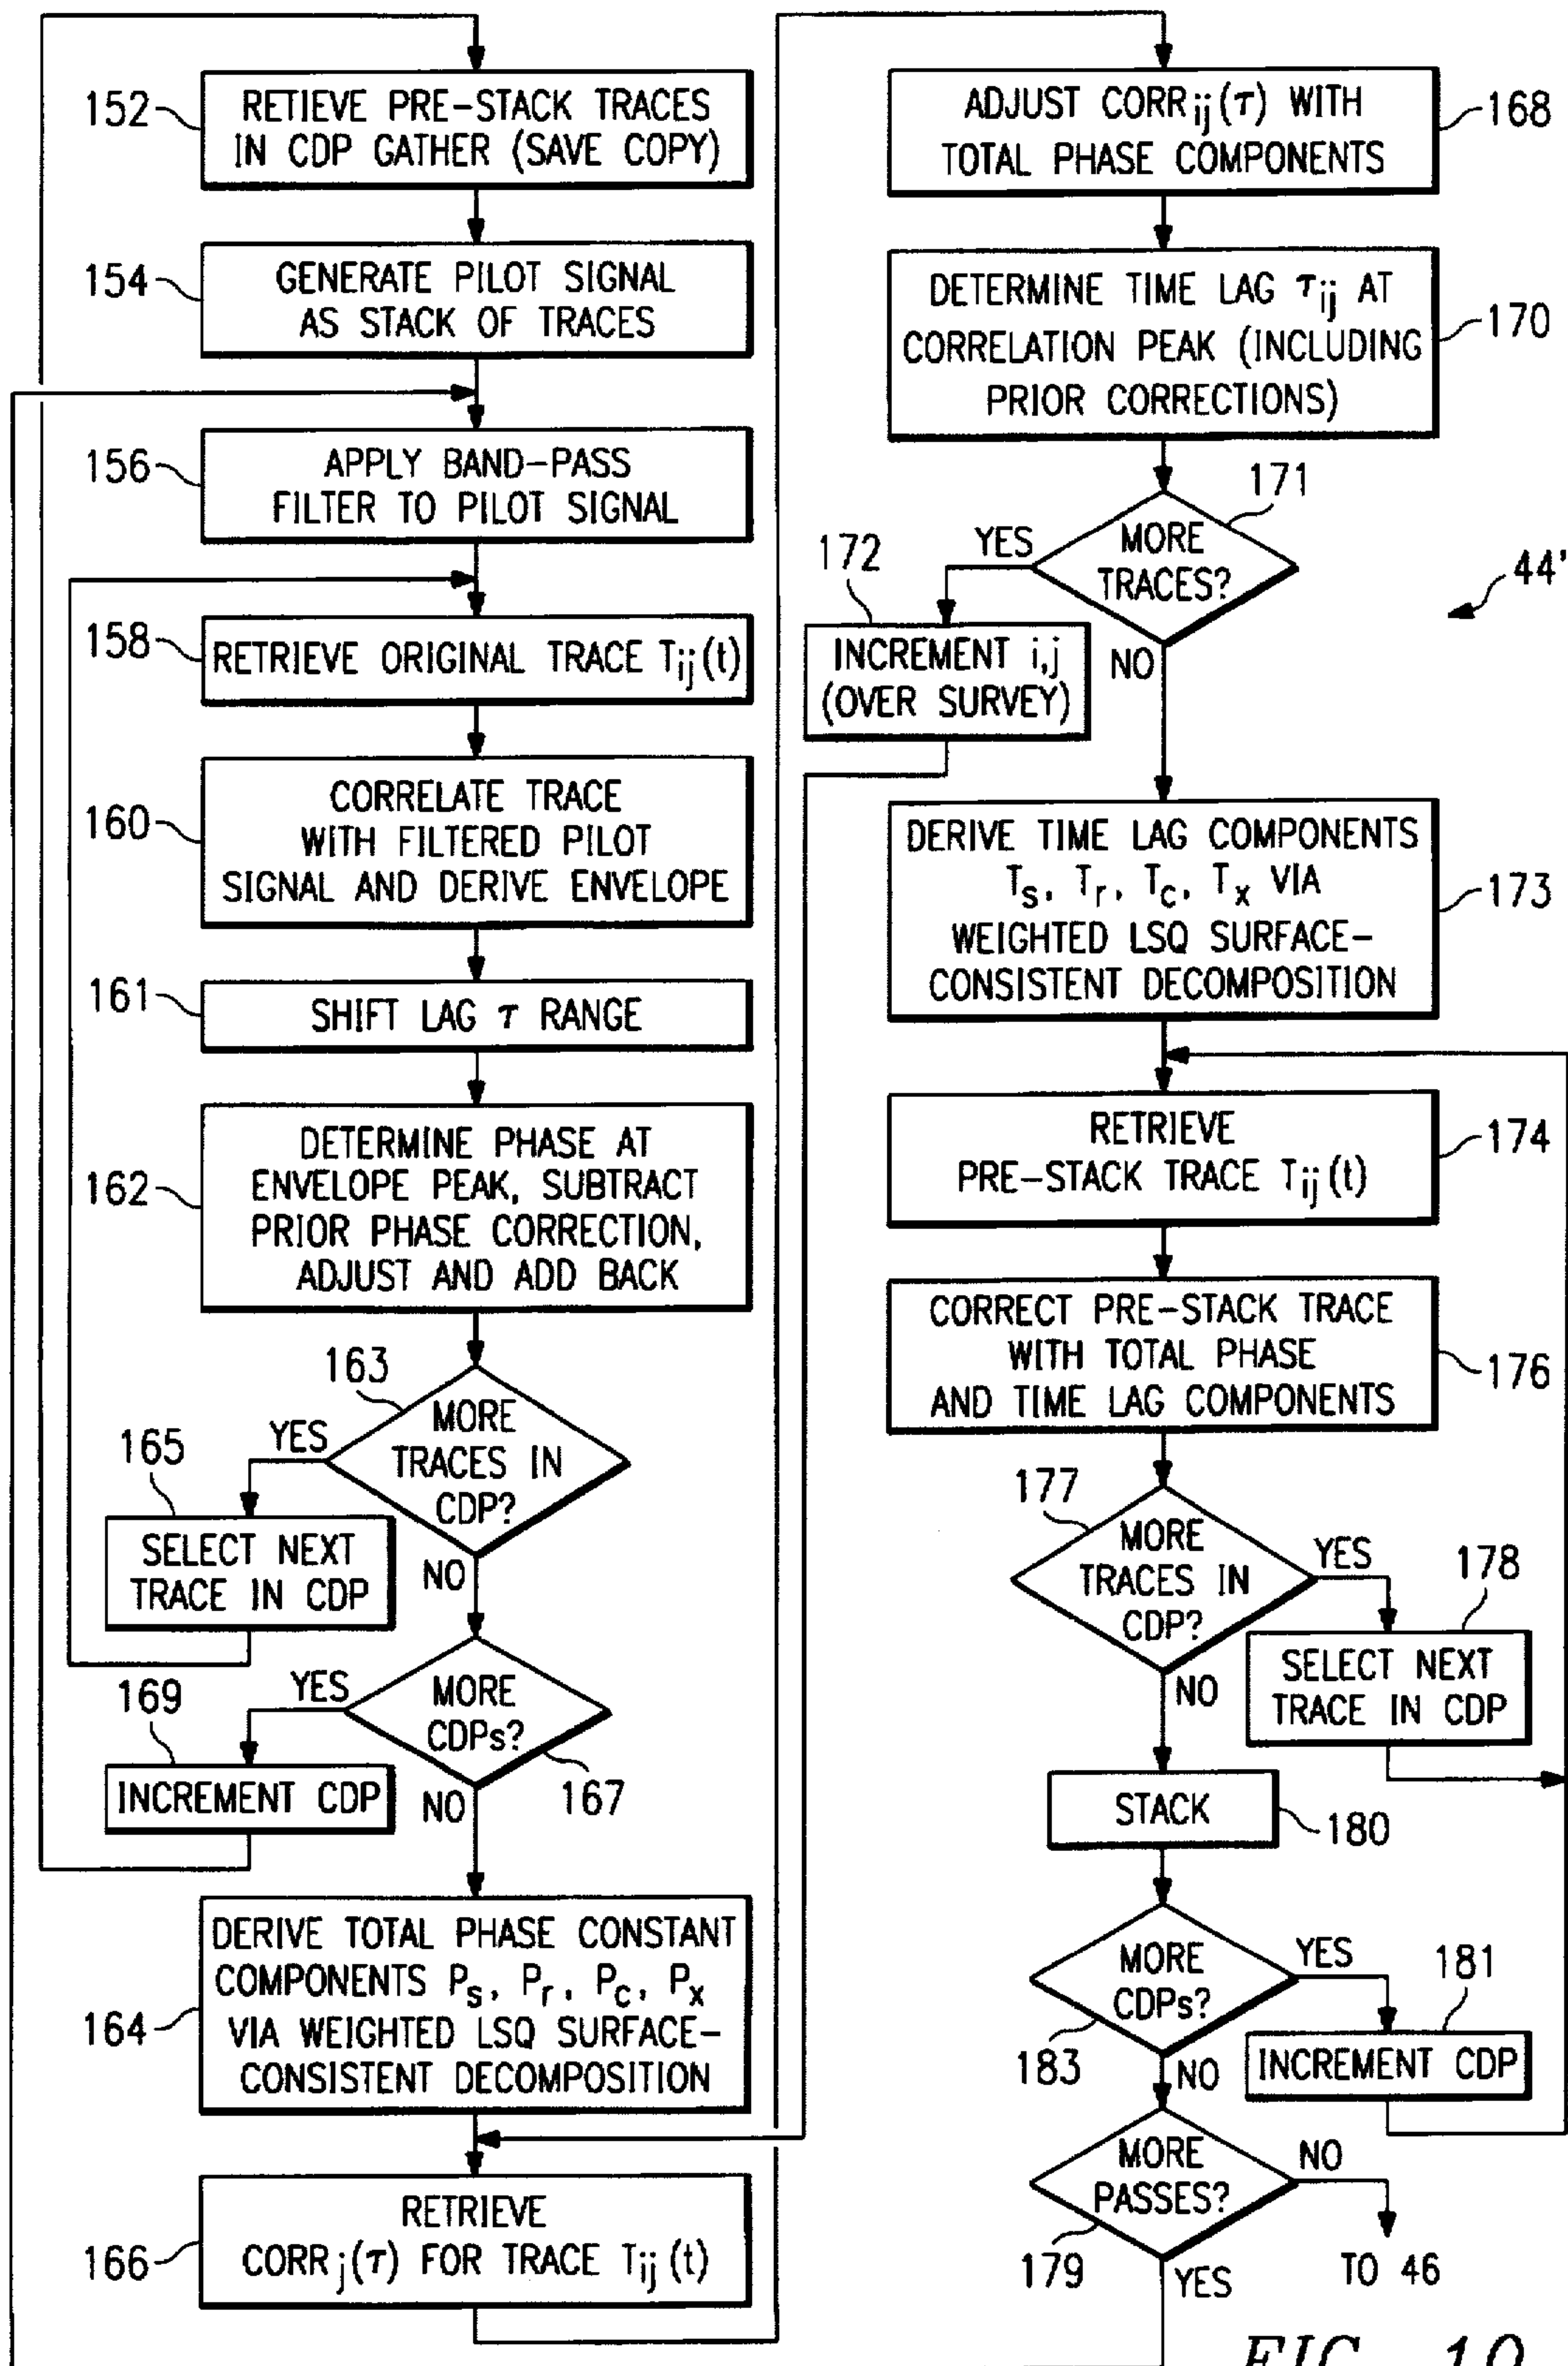 152
RETIEVE PRE-STACK TRACES
IN CDP GATHER (SAVE COPY)
154
GENERATE PILOT SIGNAL
AS STACK OF TRACES
156
APPLY BAND-PASS
FILTER TO PILOT SIGNAL
158
RETRIEVE ORIGINAL TRACE Tij(t)
160
CORRELATE TRACE
WITH FILTERED PILOT
SIGNAL AND DERIVE ENVELOPE
161
SHIFT LAG τ RANGE
162
DETERMINE PHASE AT
ENVELOPE PEAK, SUBTRACT
PRIOR PHASE CORRECTION,
ADJUST AND ADD BACK
163
MORE
TRACES IN
CDP?
YES
NO
165
SELECT NEXT
TRACE IN CDP
MORE
CDPs?
167
YES
NO
169
INCREMENT CDP
164
DERIVE TOTAL PHASE CONSTANT
COMPONENTS Ps, Pr, Pc, Px
VIA WEIGHTED LSQ SURFACE-
CONSISTENT DECOMPOSITION
166
RETRIEVE
CORRj(τ) FOR TRACE Tij(t)
ADJUST CORRij(τ) WITH
TOTAL PHASE COMPONENTS
168
DETERMINE TIME LAG τij AT
CORRELATION PEAK (INCLUDING
PRIOR CORRECTIONS)
170
171
MORE
TRACES?
YES
NO
172
INCREMENT i,j
(OVER SURVEY)
44'
DERIVE TIME LAG COMPONENTS
Ts, Tr, Tc, Tx VIA
WEIGHTED LSQ SURFACE-
CONSISTENT DECOMPOSITION
173
RETRIEVE
PRE-STACK TRACE Tij(t)
174
CORRECT PRE-STACK TRACE
WITH TOTAL PHASE
AND TIME LAG COMPONENTS
176
177
MORE
TRACES IN
CDP?
YES
NO
178
SELECT NEXT
TRACE IN CDP
STACK
180
MORE
CDPs?
183
YES
NO
181
INCREMENT CDP
MORE
PASSES?
179
NO
YES
TO 46
FIG. 10